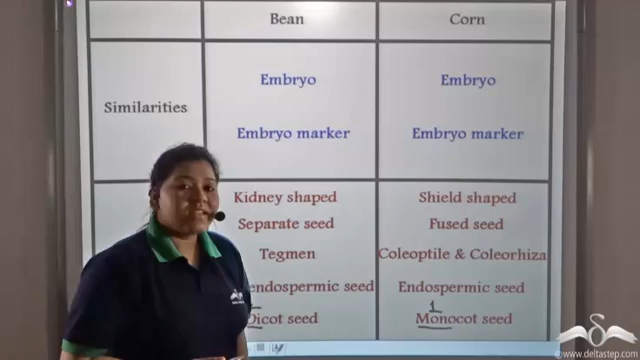 Bean Corn
Similarities
Embryo Embryo
Embryo marker Embryo marker
Kidney shaped Shield shaped
Separate seed Fused seed
Tegmen Coleoptile & Coleorhiza
endospermic seed Endospermic seed
1
Dicot seed Monocot seed
©www.deltastep.com